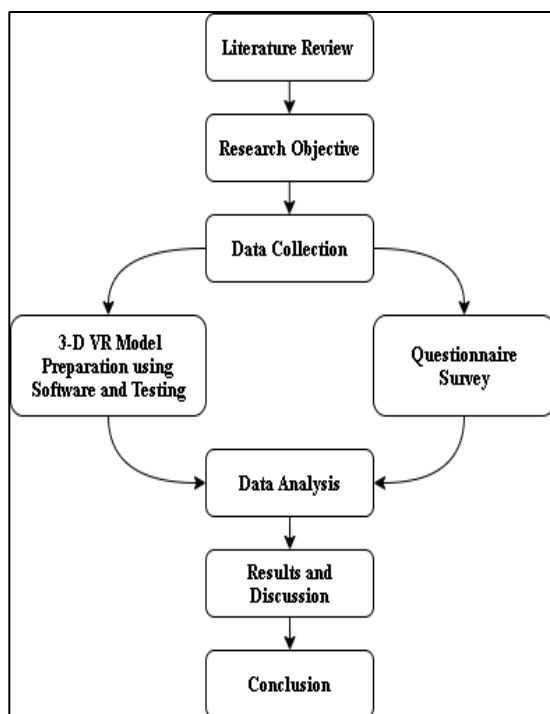 Literature Review
Research Objective
Data Collection
3-D VR Model
Preparation using
Software and Testing
Questionnaire
Survey
Data Analysis
Results and
Discussion
Conclusion